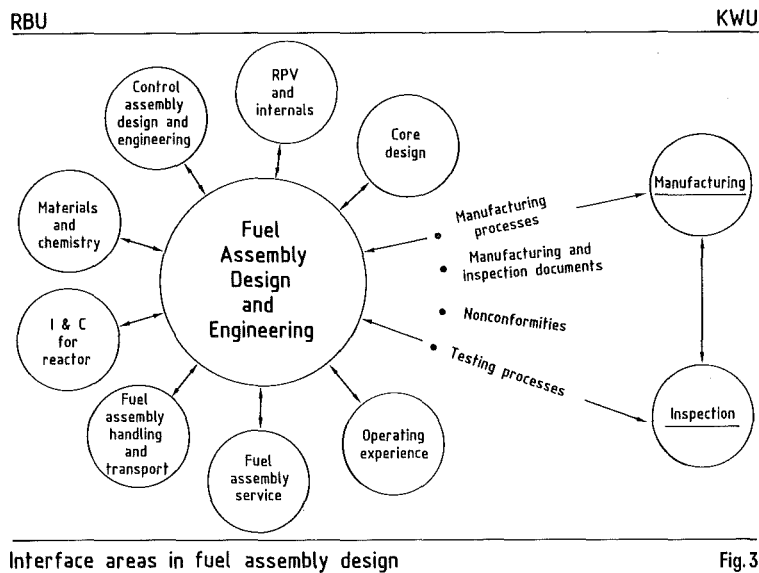 RBU
KWU
Control
assembly
design and
engineering
RPV
and
internals
Core
design
Materials
and
chemistry
I & C
for
reactor
Fuel
assembly
handling
and
transport
Fuel
assembly
service
Operating
experience
Fuel
Assembly
Design
and
Engineering
• Manufacturing
processes
• Manufacturing and
inspection documents
• Nonconformities
• Testing processes
Manufacturing
Inspection
Interface areas in fuel assembly design
Fig. 3